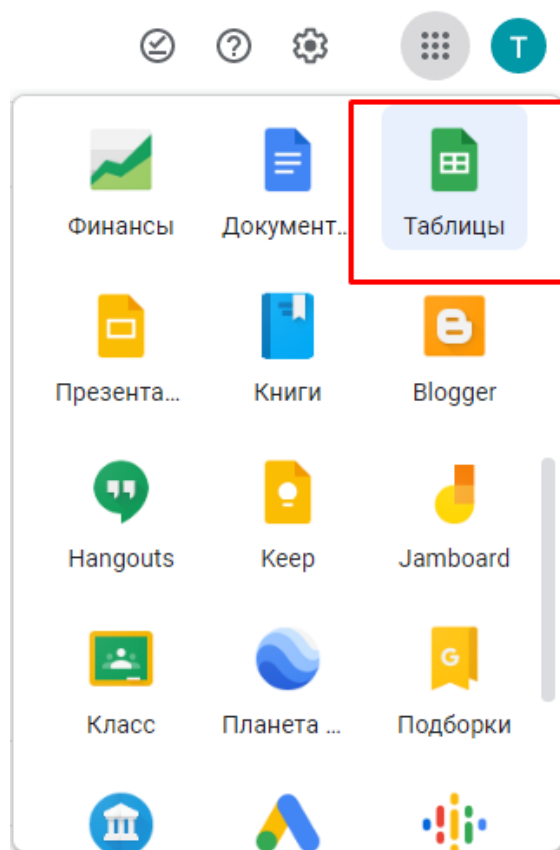 T
Финансы
Документ...
Таблицы
Презента...
Книги
Blogger
Hangouts
Keep
Jamboard
Класс
Планета ...
Подборки
G